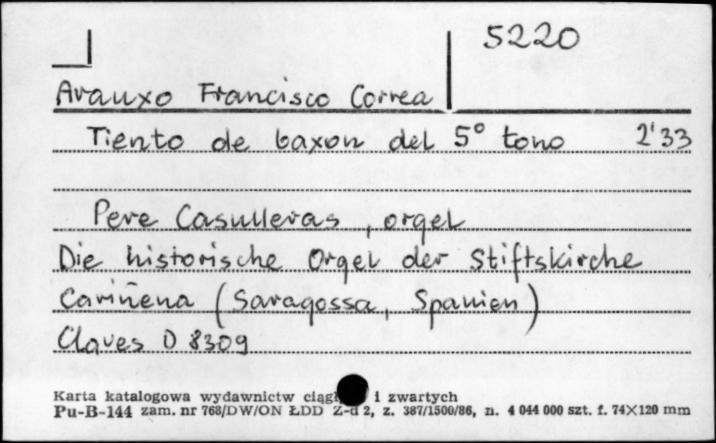 5220
Arauxo Francisco Correa
Tiento de baxon del 5° tono 2'33
Pere Casulleras, orgel
Die historische Orgel der Stiftskirche
Cariñena (Saragossa, Spanien)
Claves D 8309
Karta katalogowa wydawnictw i zwartych
Pu-B-144 zam. nr 768/DW/ON ŁDD Z-d 2, z. 387/1500/86, n. 4 044 000 szt. f. 74×120 mm